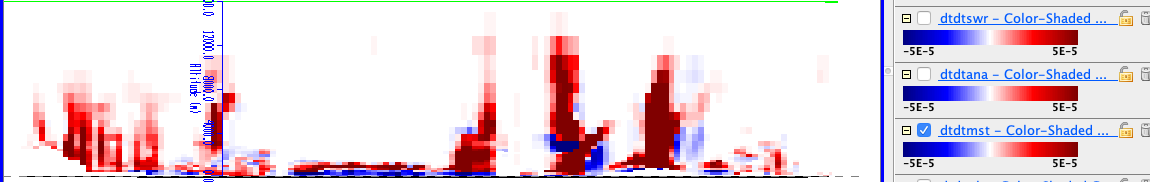 12000.0
8000.0
4000.0
Altitude (m)
dtdtswr – Color-Shaded ...
-5E-5 5E-5
dtdtana – Color-Shaded ...
-5E-5 5E-5
dtdtmst – Color-Shaded ...
-5E-5 5E-5